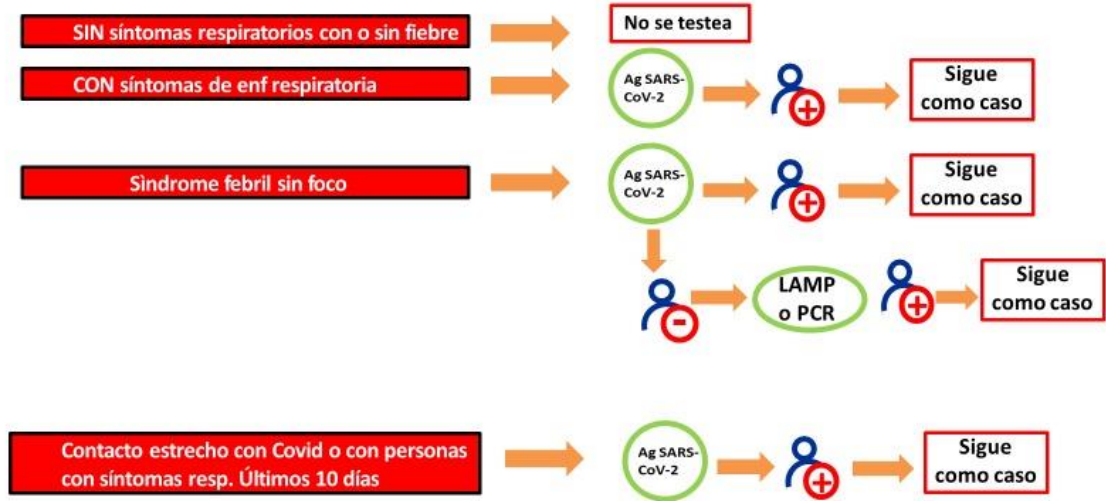 SIN síntomas respiratorios con o sin fiebre
No se testea
CON síntomas de enf respiratoria
Ag SARS-
CoV-2
+
Sigue
como caso
Sìndrome febril sin foco
Ag SARS-
CoV-2
+
Sigue
como caso
-
LAMP
o PCR
+
Sigue
como caso
Contacto estrecho con Covid o con personas
con síntomas resp. Últimos 10 días
Ag SARS-
CoV-2
+
Sigue
como caso